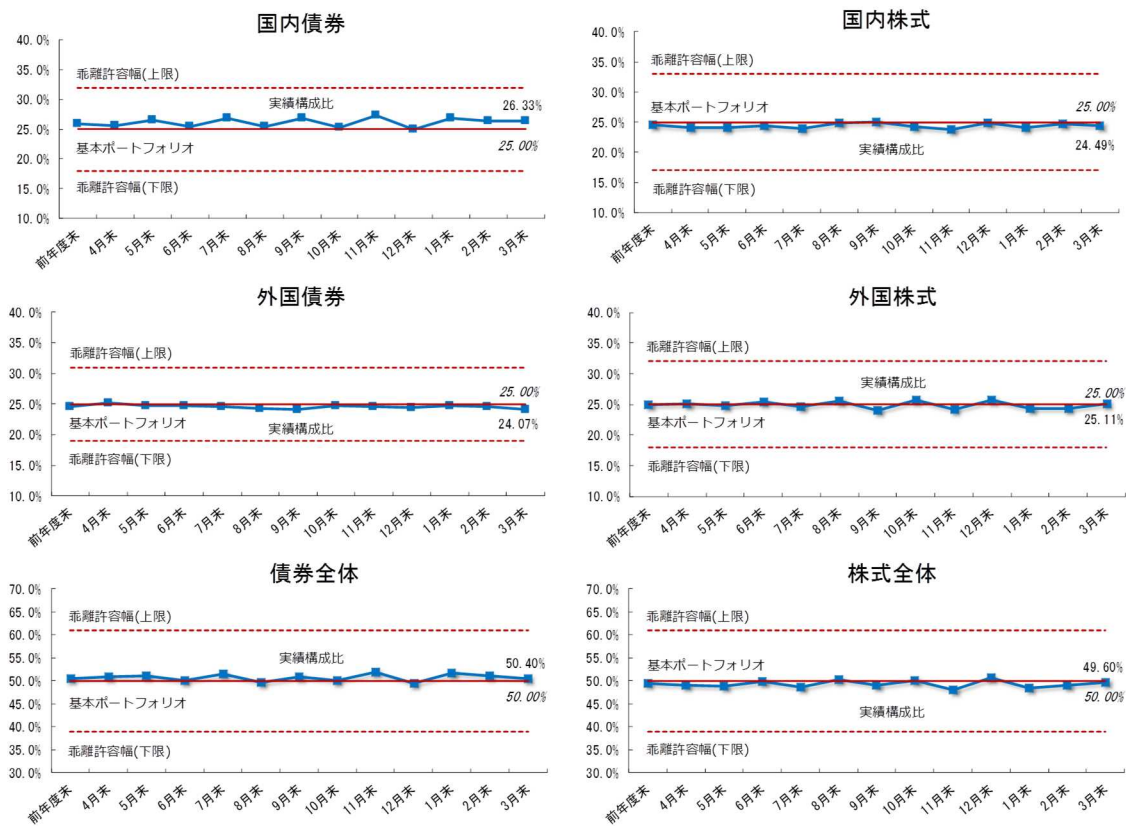 国内債券
40.0%
35.0%
30.0%
25.0%
20.0%
15.0%
10.0%
乖離許容幅(上限)
実績構成比
26.33%
基本ポートフォリオ
25.00%
乖離許容幅(下限)
前年度末 4月末 5月末 6月末 7月末 8月末 9月末 10月末 11月末 12月末 1月末 2月末 3月末
国内株式
40.0%
35.0%
30.0%
25.0%
20.0%
15.0%
10.0%
乖離許容幅(上限)
基本ポートフォリオ
25.00%
実績構成比
24.49%
乖離許容幅(下限)
前年度末 4月末 5月末 6月末 7月末 8月末 9月末 10月末 11月末 12月末 1月末 2月末 3月末
外国債券
40.0%
35.0%
30.0%
25.0%
20.0%
15.0%
10.0%
乖離許容幅(上限)
25.00%
基本ポートフォリオ
実績構成比
24.07%
乖離許容幅(下限)
前年度末 4月末 5月末 6月末 7月末 8月末 9月末 10月末 11月末 12月末 1月末 2月末 3月末
外国株式
40.0%
35.0%
30.0%
25.0%
20.0%
15.0%
10.0%
乖離許容幅(上限)
実績構成比
25.00%
基本ポートフォリオ
25.11%
乖離許容幅(下限)
前年度末 4月末 5月末 6月末 7月末 8月末 9月末 10月末 11月末 12月末 1月末 2月末 3月末
債券全体
70.0%
65.0%
60.0%
55.0%
50.0%
45.0%
40.0%
35.0%
30.0%
乖離許容幅(上限)
実績構成比
50.40%
基本ポートフォリオ
50.00%
乖離許容幅(下限)
前年度末 4月末 5月末 6月末 7月末 8月末 9月末 10月末 11月末 12月末 1月末 2月末 3月末
株式全体
70.0%
65.0%
60.0%
55.0%
50.0%
45.0%
40.0%
35.0%
30.0%
乖離許容幅(上限)
基本ポートフォリオ
49.60%
実績構成比
50.00%
乖離許容幅(下限)
前年度末 4月末 5月末 6月末 7月末 8月末 9月末 10月末 11月末 12月末 1月末 2月末 3月末